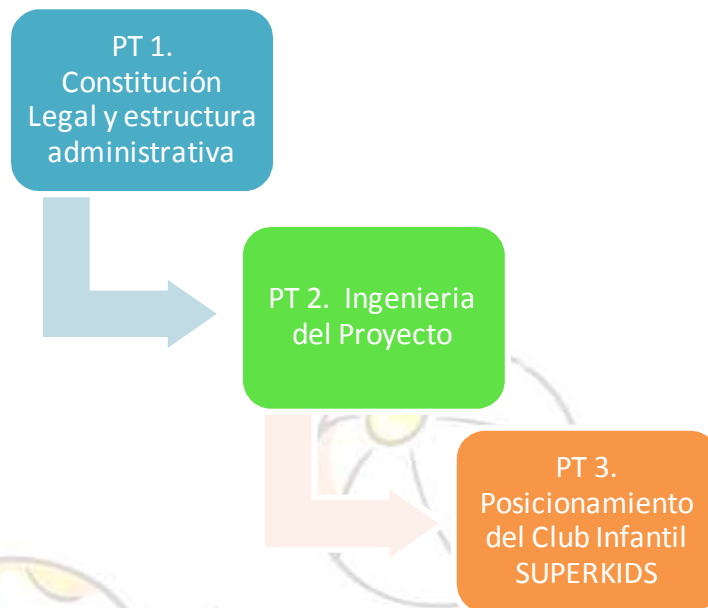 PT 1.
Constitución
Legal y estructura
administrativa
PT 2. Ingenieria
del Proyecto
PT 3.
Posicionamiento
del Club Infantil
SUPERKIDS